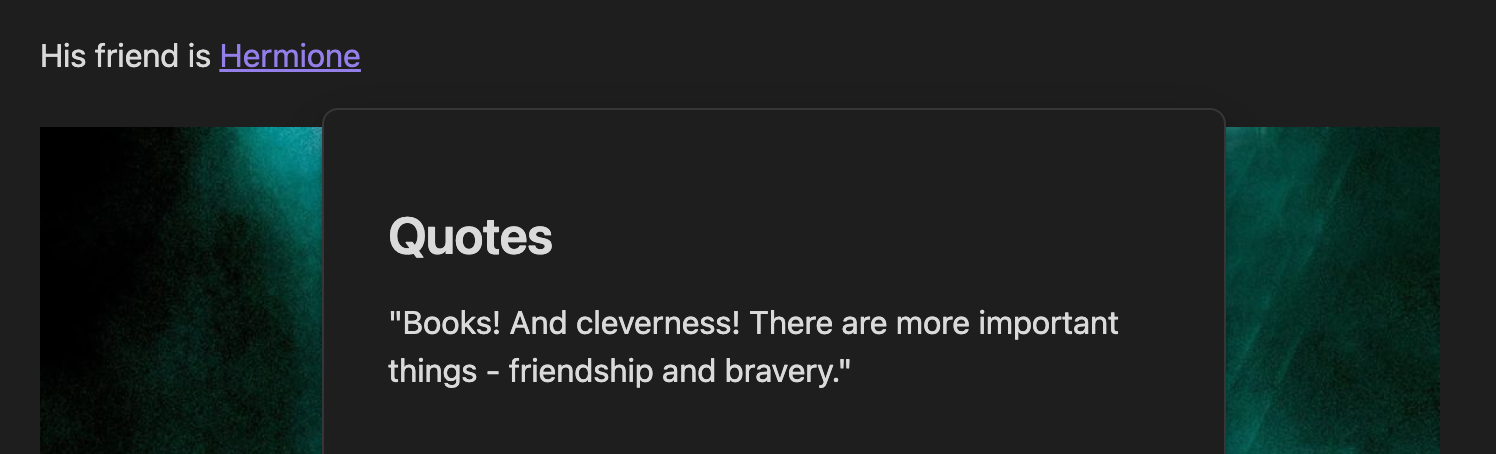 His friend is Hermione
Quotes
"Books! And cleverness! There are more important
things - friendship and bravery."